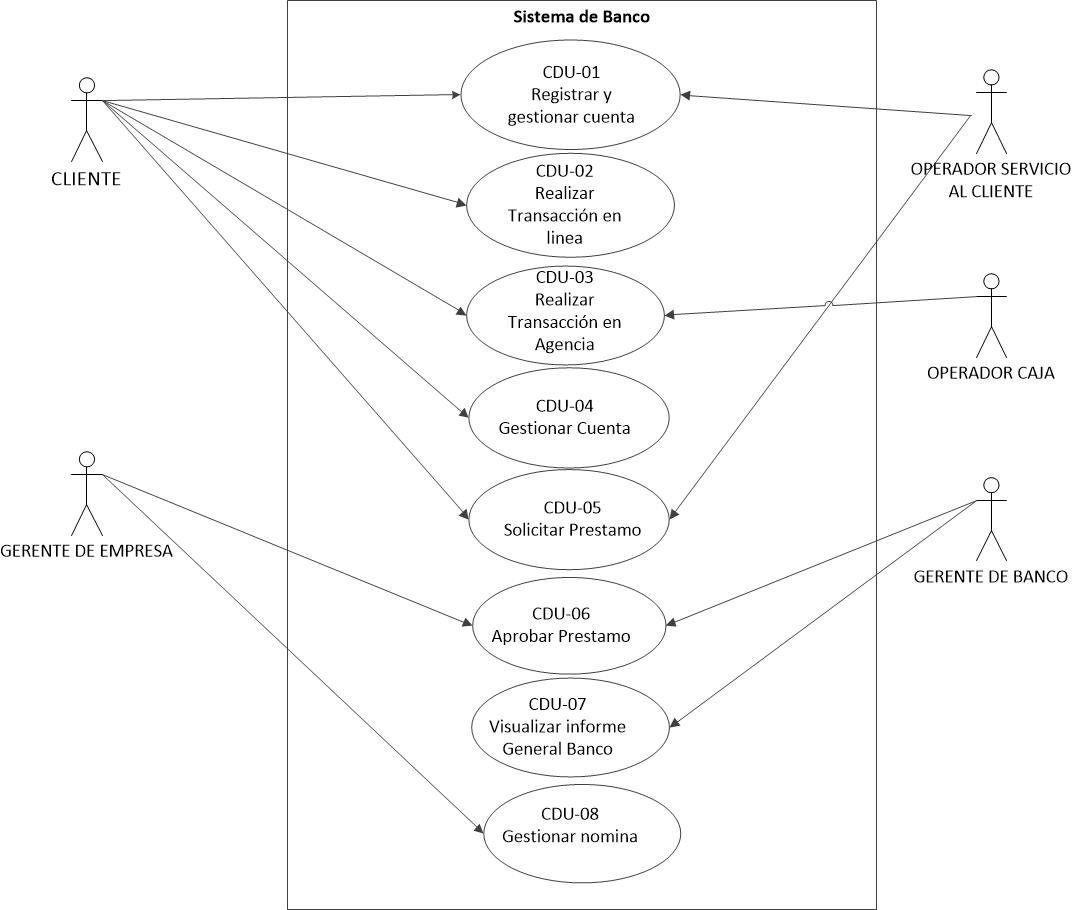 Sistema de Banco
CDU-01
Registrar y
gestionar cuenta
CLIENTE
OPERADOR SERVICIO
AL CLIENTE
CDU-02
Realizar
Transacción en
linea
CDU-03
Realizar
Transacción en
Agencia
OPERADOR CAJA
CDU-04
Gestionar Cuenta
CDU-05
Solicitar Prestamo
GERENTE DE EMPRESA
GERENTE DE BANCO
CDU-06
Aprobar Prestamo
CDU-07
Visualizar informe
General Banco
CDU-08
Gestionar nomina